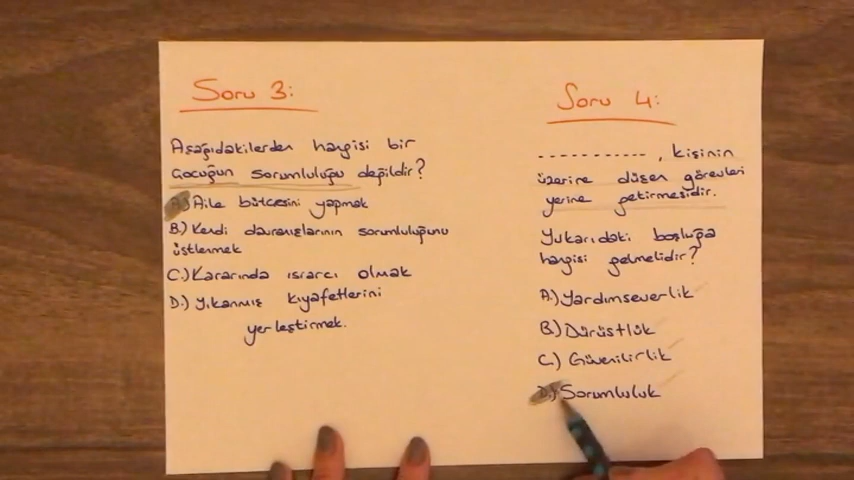 Soru 3:
Aşağıdakilerden hangisi bir
çocuğun sorumluluğu değildir?
A.) Aile bütçesini yapmak
B.) Kendi davranışlarının sorumluluğunu
üstlenmek
C.) Kararında ısrarcı olmak
D.) Yıkanmış kıyafetlerini
yerleştirmek.
Soru 4:
-----------, kişinin
üzerine düşen görevleri
yerine getirmesidir.
Yukarıdaki boşluğa
hangisi gelmelidir?
A.) Yardımseverlik
B.) Dürüstlük
C.) Güvenilirlik
D.) Sorumluluk